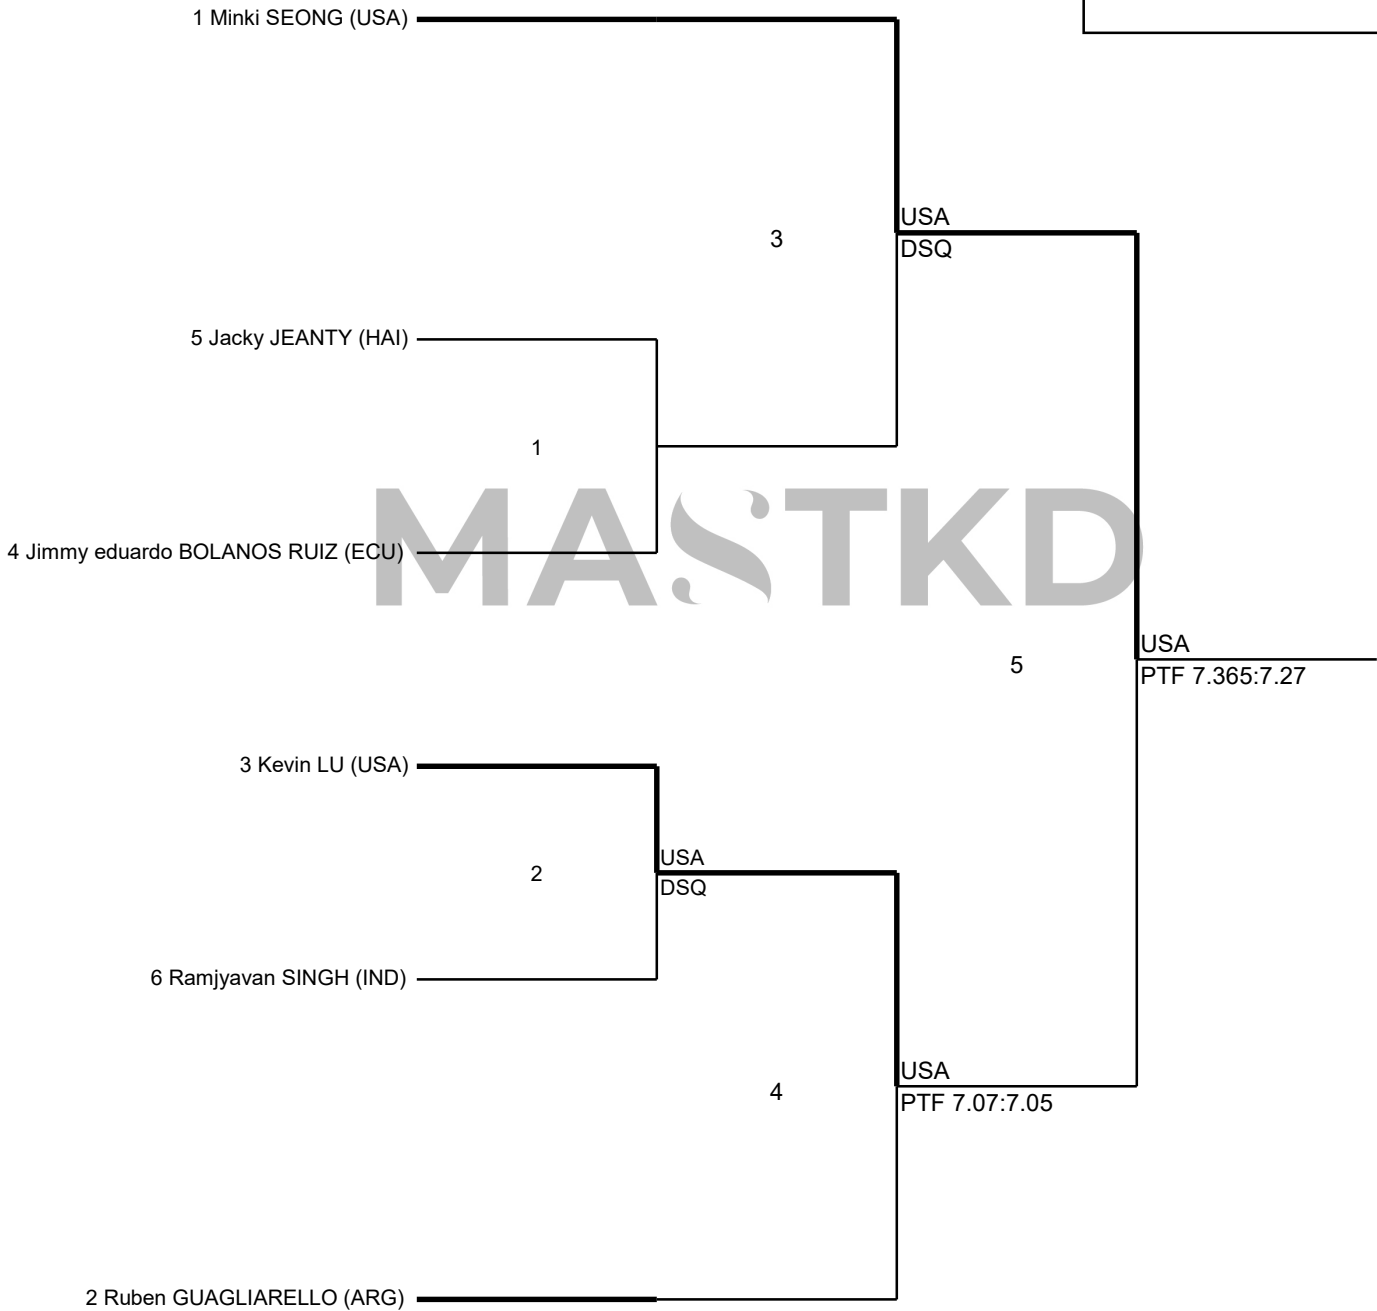 1 Minki SEONG (USA)
USA
3
DSQ
5 Jacky JEANTY (HAI)
1
MASTKD
4 Jimmy eduardo BOLANOS RUIZ (ECU)
USA
5
PTF 7.365:7.27
3 Kevin LU (USA)
USA
2
DSQ
6 Ramjyavan SINGH (IND)
USA
4
PTF 7.07:7.05
2 Ruben GUAGLIARELLO (ARG)